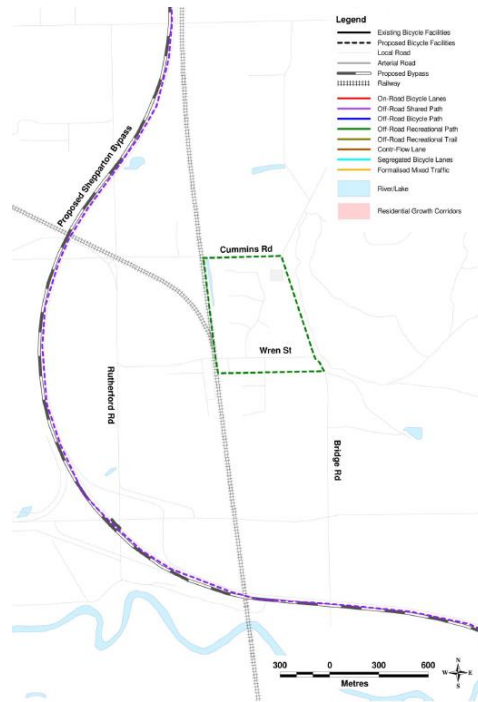 Legend
Existing Bicycle Facilities
Proposed Bicycle Facilities
Local Road
Arterial Road
Proposed Bypass
Railway
On-Road Bicycle Lanes
Off-Road Shared Path
Off-Road Bicycle Path
Off-Road Recreational Path
Off-Road Recreational Trail
Contr-Flow Lane
Segregated Bicycle Lanes
Formalised Mixed Traffic
River/Lake
Residential Growth Corridors
Proposed Shepparton Bypass
Cummins Rd
Wren St
Rutherford Rd
Bridge Rd
300 0 300 600
Metres
N
W E
S